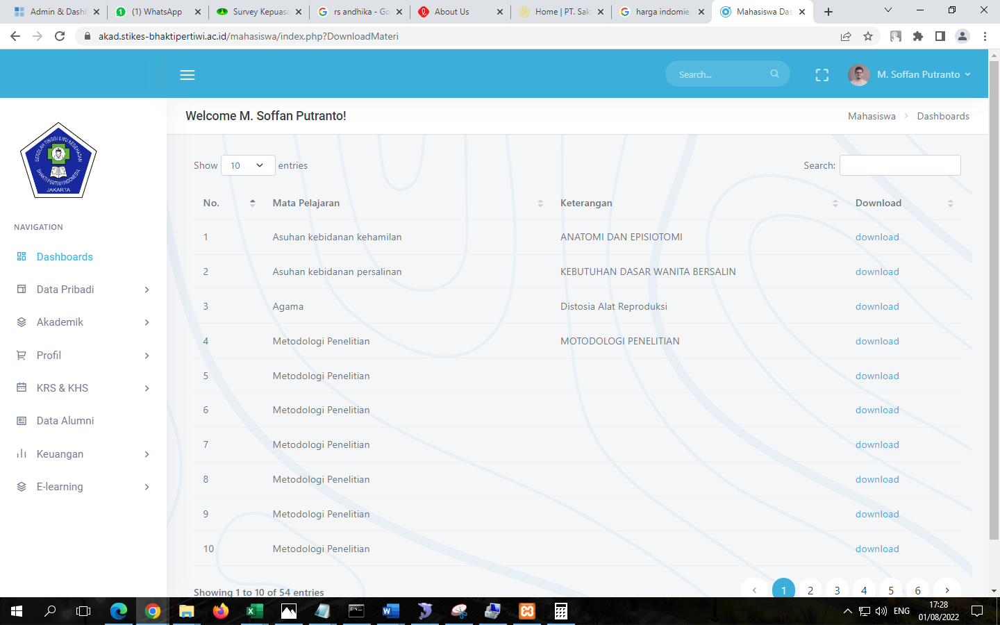 Admin & Dashb
(1) WhatsApp
Survey Kepuasa
rs andhika - Go
About Us
Home | PT. Sak
harga indomie
Mahasiswa Das
akad.stikes-bhaktipertiwi.ac.id/mahasiswa/index.php?DownloadMateri
Search...
M. Soffan Putranto
Welcome M. Soffan Putranto!
Mahasiswa > Dashboards
SEKOLAH TINGGI ILMU KESEHATAN
BHAKTI PERTIWI INDONESIA
JAKARTA
NAVIGATION
Dashboards
Data Pribadi
Akademik
Profil
KRS & KHS
Data Alumni
Keuangan
E-learning
Show 10 entries
Search:
No. Mata Pelajaran Keterangan Download
1 Asuhan kebidanan kehamilan ANATOMI DAN EPISIOTOMI download
2 Asuhan kebidanan persalinan KEBUTUHAN DASAR WANITA BERSALIN download
3 Agama Distosia Alat Reproduksi download
4 Metodologi Penelitian MOTODOLOGI PENELITIAN download
5 Metodologi Penelitian download
6 Metodologi Penelitian download
7 Metodologi Penelitian download
8 Metodologi Penelitian download
9 Metodologi Penelitian download
10 Metodologi Penelitian download
Showing 1 to 10 of 54 entries
1 2 3 4 5 6
ENG
17:28
01/08/2022